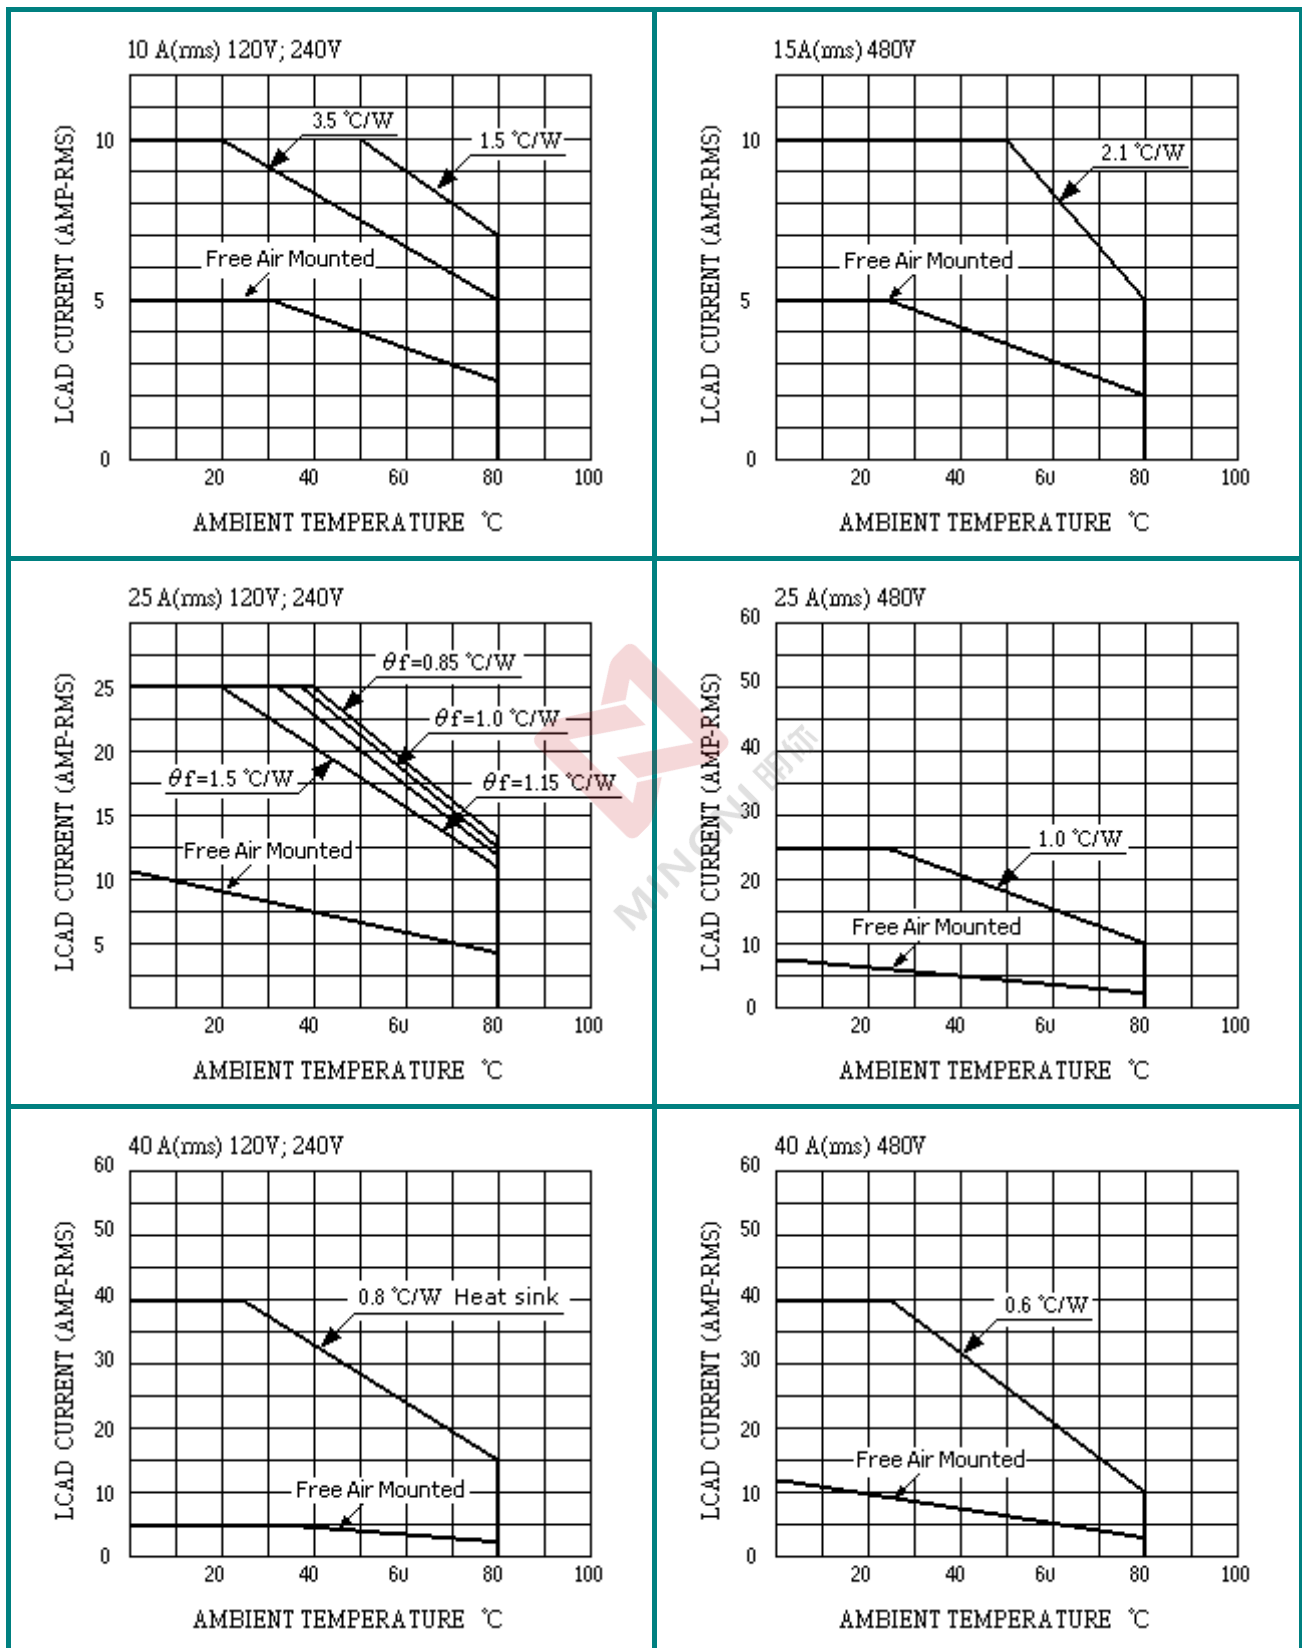 10 A(rms) 120V; 240V
3.5 °C/W
1.5 °C/W
Free Air Mounted
10
5
0
20 40 6u 80 100
LCAD CURRENT (AMP-RMS)
AMBIENT TEMPERATURE °C
15A(rms) 480V
2.1 °C/W
Free Air Mounted
10
5
0
20 40 6u 80 100
LCAD CURRENT (AMP-RMS)
AMBIENT TEMPERATURE °C
25 A(rms) 120V; 240V
θf=0.85 °C/W
θf=1.0 °C/W
θf=1.5 °C/W
θf=1.15 °C/W
Free Air Mounted
25
20
15
10
5
20 40 6u 80 100
LCAD CURRENT (AMP-RMS)
AMBIENT TEMPERATURE °C
25 A(rms) 480V
1.0 °C/W
Free Air Mounted
60
50
40
30
20
10
0
20 40 6u 80 100
LCAD CURRENT (AMP-RMS)
AMBIENT TEMPERATURE °C
40 A(rms) 120V; 240V
0.8 °C/W Heat sink
Free Air Mounted
60
50
40
30
20
10
0
20 40 6u 80 100
LCAD CURRENT (AMP-RMS)
AMBIENT TEMPERATURE °C
40 A(rms) 480V
0.6 °C/W
Free Air Mounted
60
50
40
30
20
10
0
20 40 6u 80 100
LCAD CURRENT (AMP-RMS)
AMBIENT TEMPERATURE °C